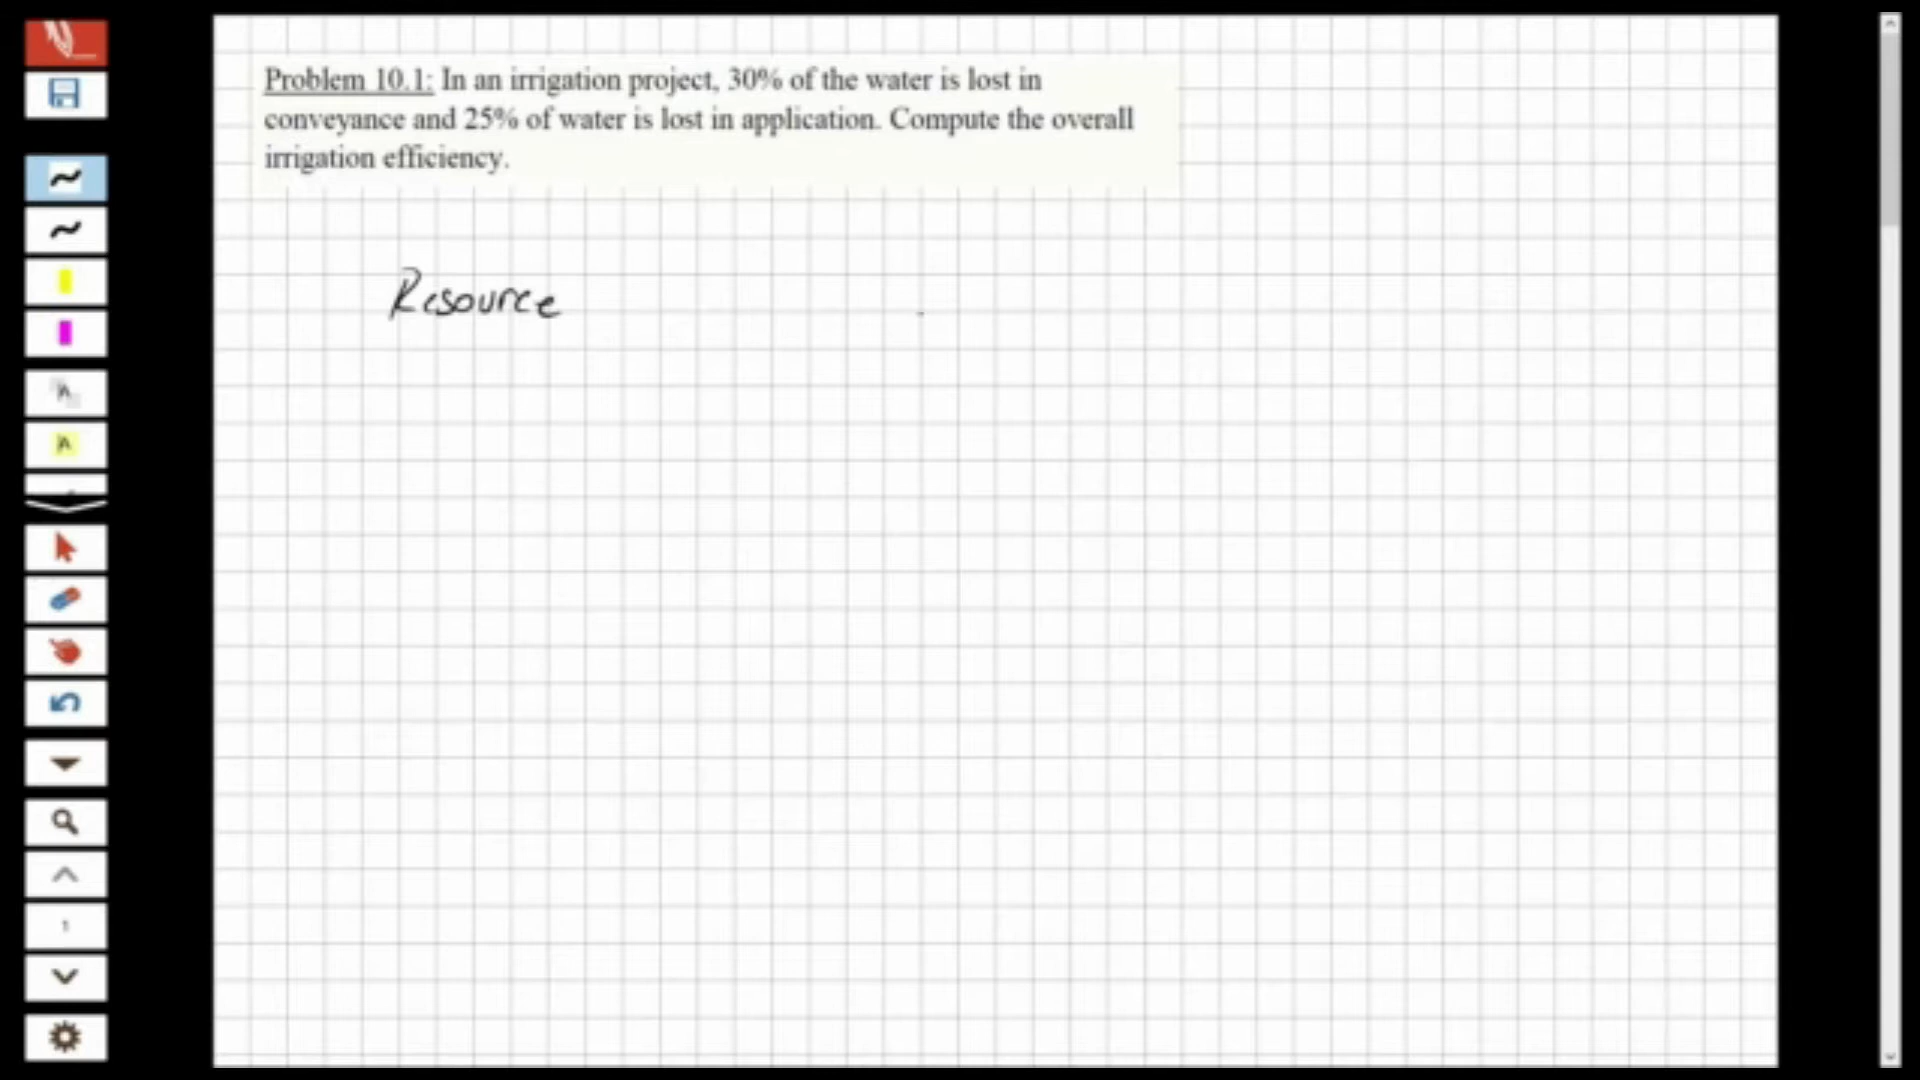 Problem 10.1: In an irrigation project, 30% of the water is lost in
conveyance and 25% of water is lost in application. Compute the overall
irrigation efficiency.
Resource
A
A
1